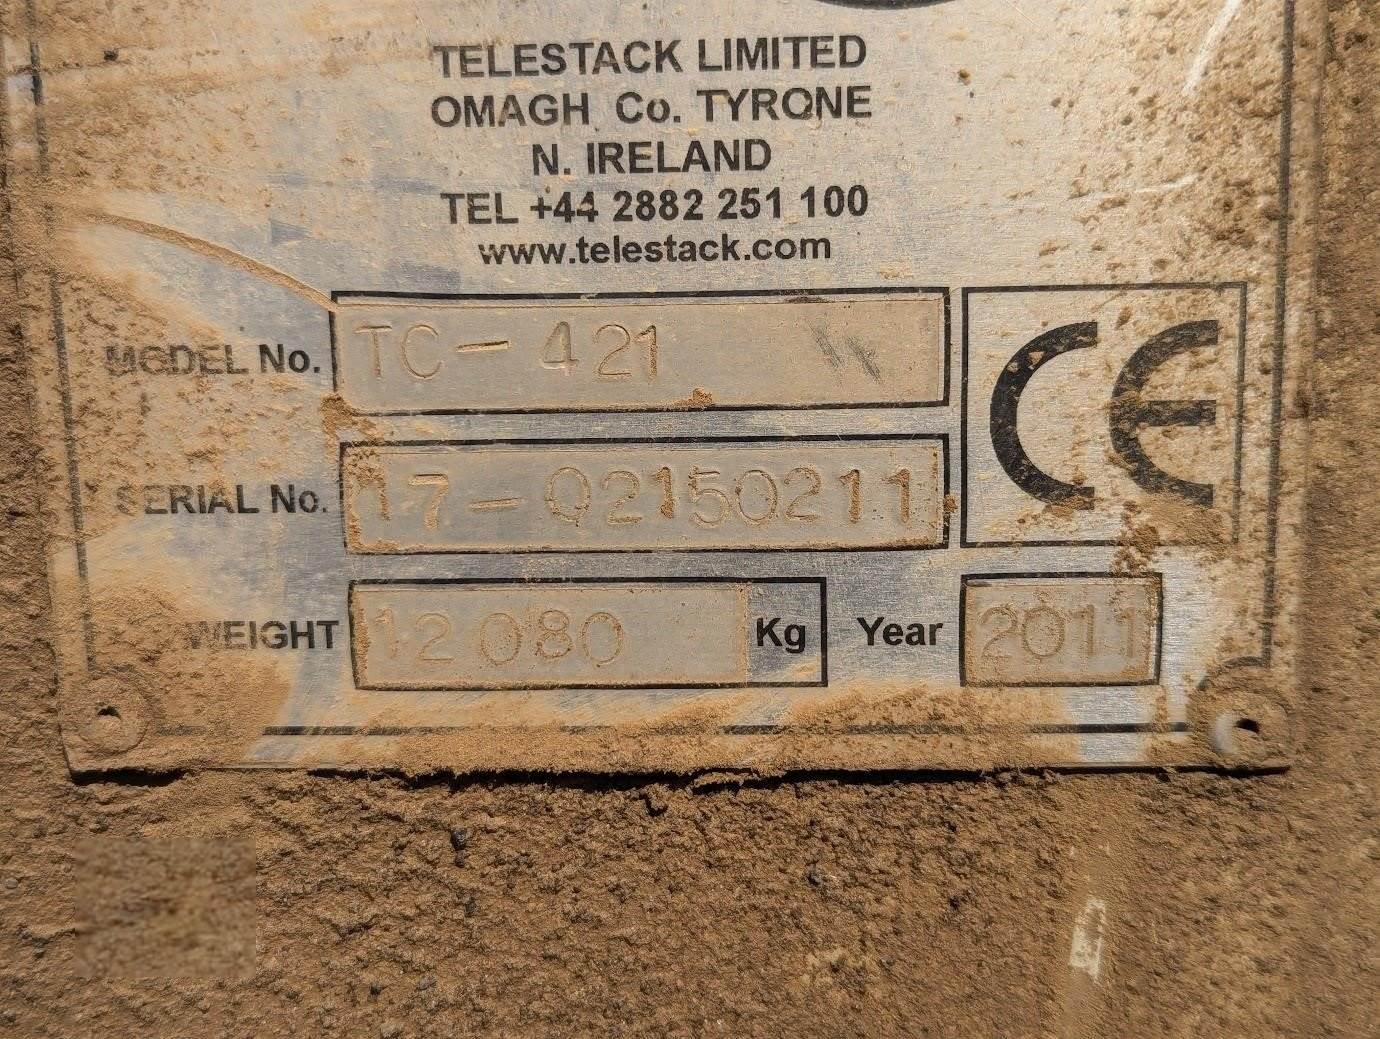 TELESTACK LIMITED
OMAGH Co. TYRONE
N. IRELAND
TEL +44 2882 251 100
www.telestack.com
MODEL No. TC-421
CE
SERIAL No. 17-02150211
WEIGHT 12080 Kg Year 2011